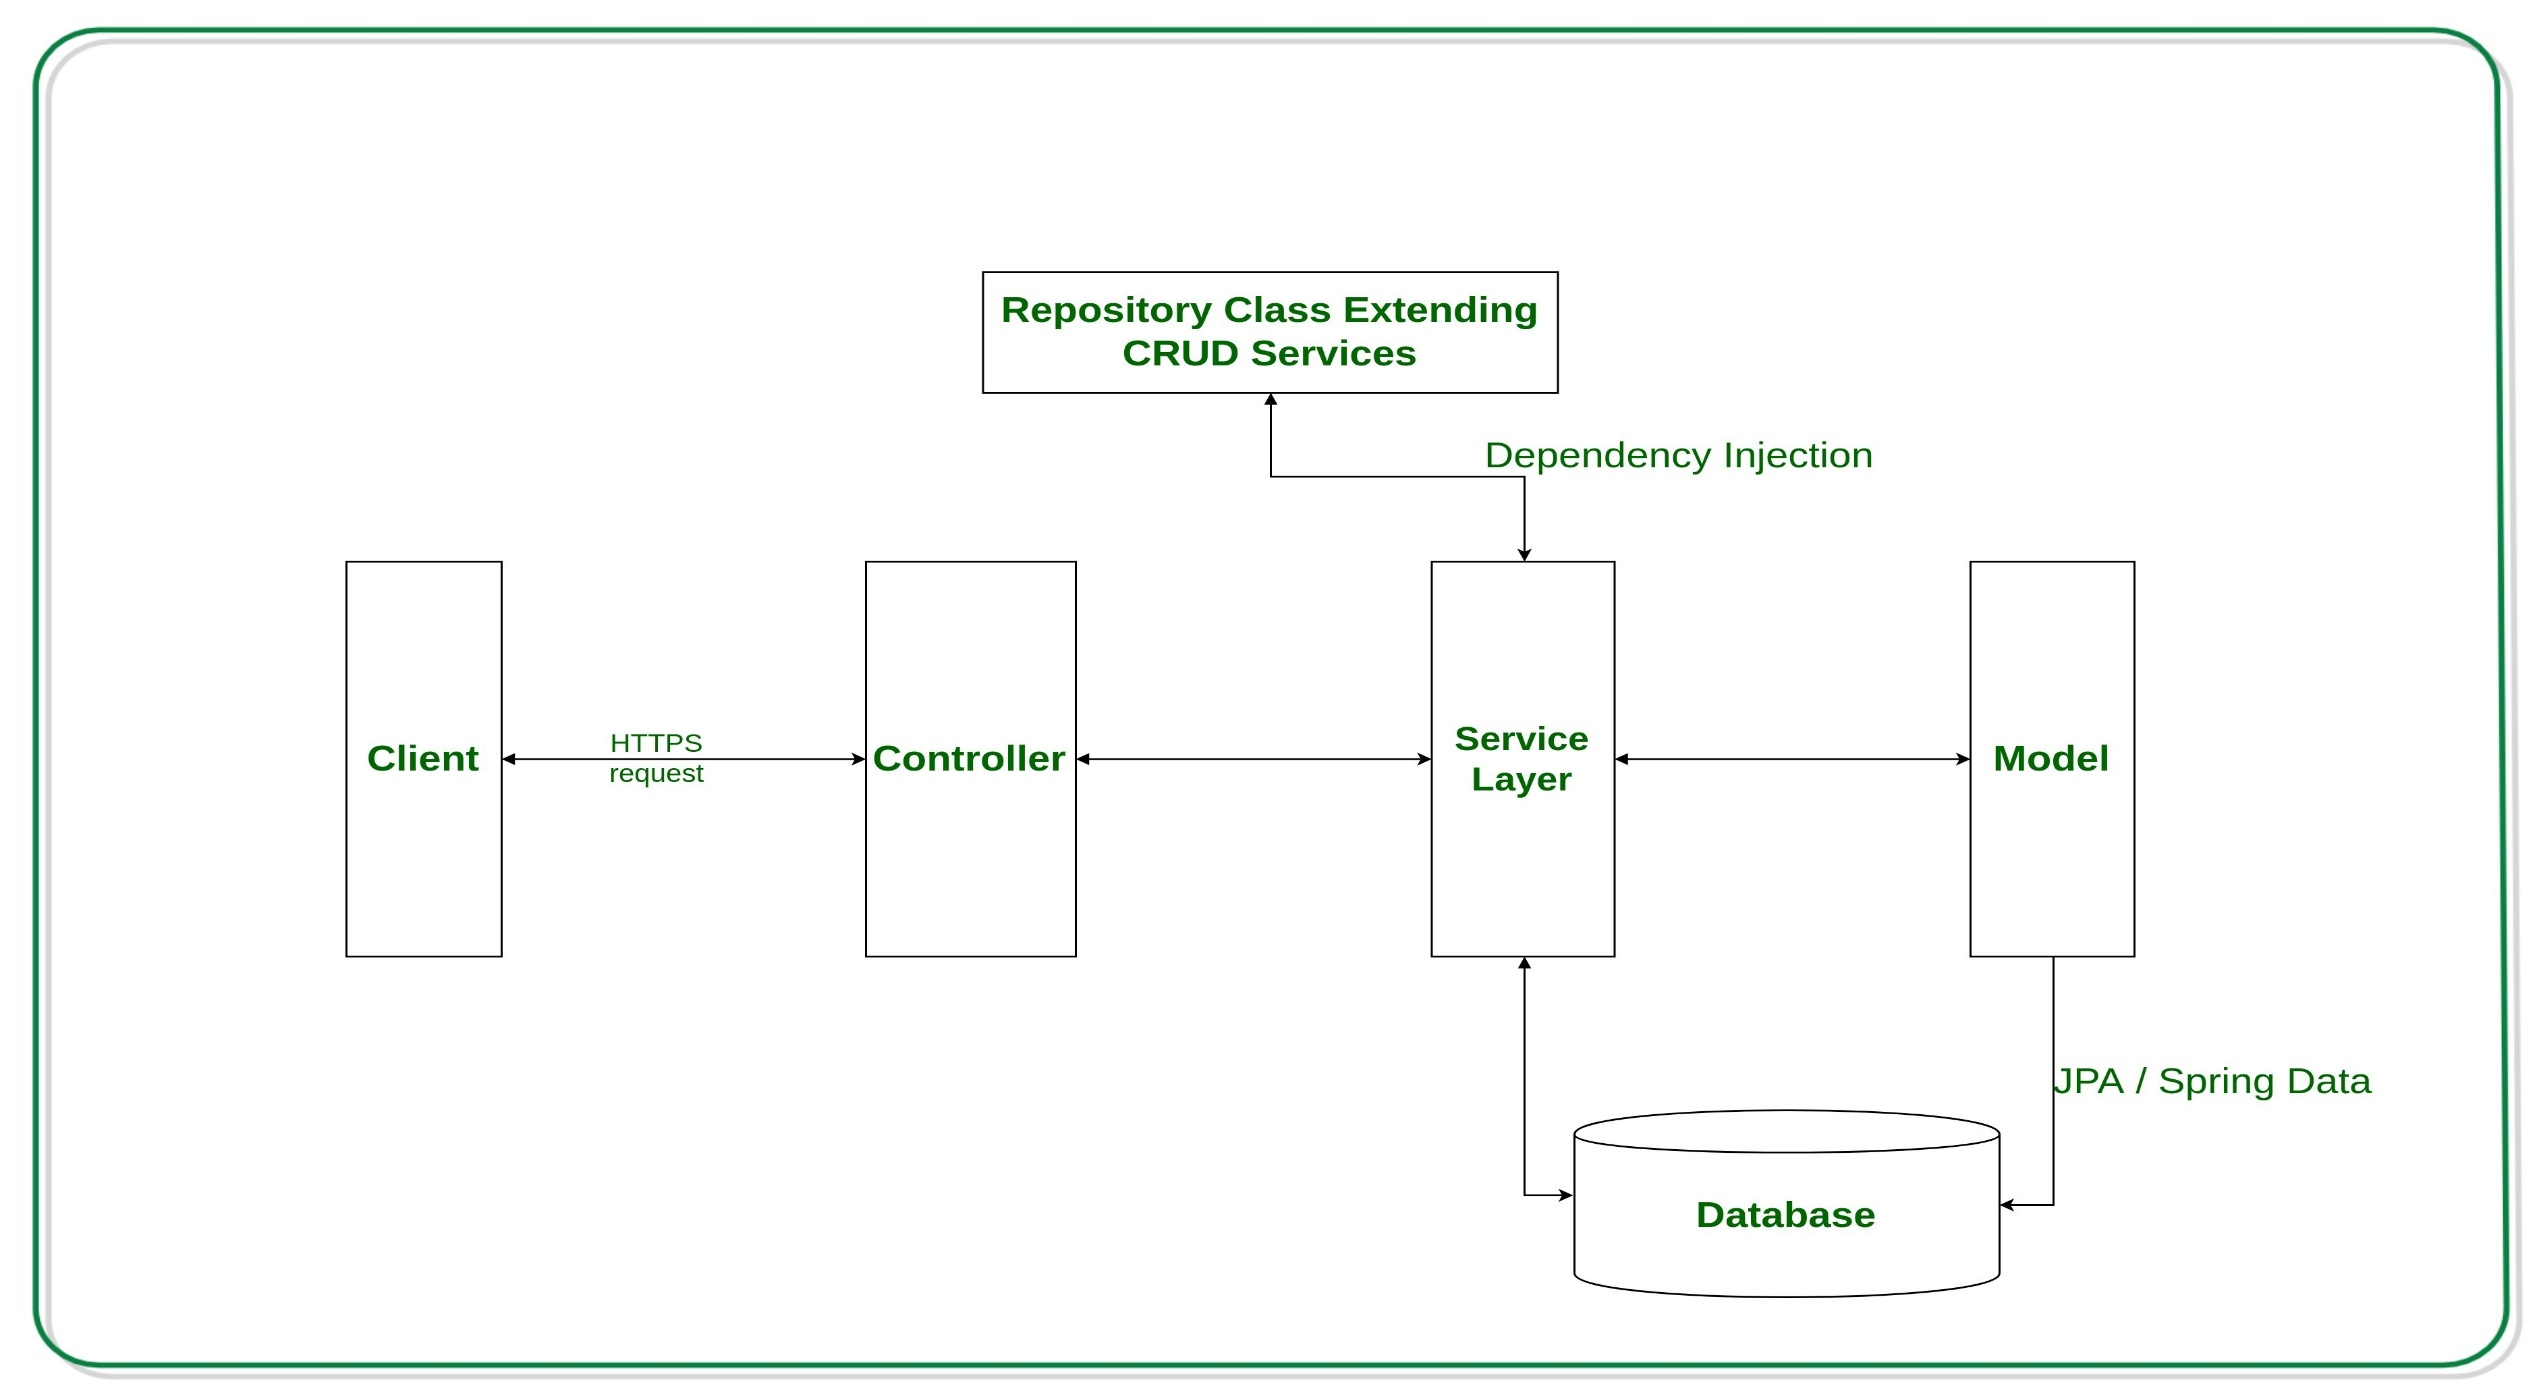 Repository Class Extending
CRUD Services
Dependency Injection
Client
HTTPS
request
Controller
Service
Layer
Model
JPA / Spring Data
Database